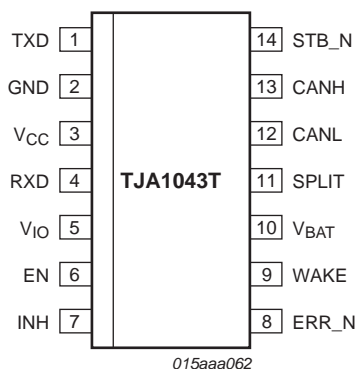 TXD 1 14 STB_N
GND 2 13 CANH
VCC 3 12 CANL
RXD 4 TJA1043T 11 SPLIT
VIO 5 10 VBAT
EN 6 9 WAKE
INH 7 8 ERR_N
015aaa062